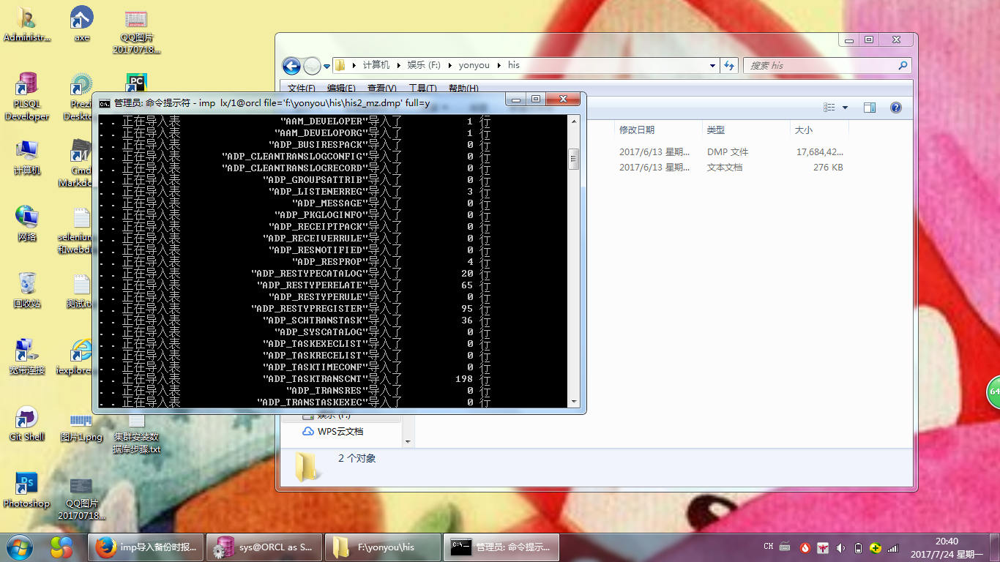 Administr...
axe
QQ图片
20170718...
PLSQL
Developer
Prezi
Deskto...
PC
计算机
Cmd
Markdo...
网络
seleniun
和webdri
回收站
测试.tx
宽带连接
iexplore
Git Shell
图片1.png
集群安装数
据库步骤.txt
Ps
Photoshop
QQ图片
20170718...
计算机 娱乐 (F:) yonyou his
搜索 his
文件(F) 编辑(E) 查看(V) 工具(T) 帮助(H)
修改日期 类型 大小
2017/6/13 星期... DMP 文件 17,684,42...
2017/6/13 星期... 文本文档 276 KB
娱乐 (F:)
WPS云文档
2 个对象
管理员: 命令提示符 - imp lx/1@orcl file='f:\yonyou\his\his2_mz.dmp' full=y
. . 正在导入表 "AAM_DEVELOPER"导入了 1 行
. . 正在导入表 "AAM_DEVELOPORG"导入了 1 行
. . 正在导入表 "ADP_BUSIRESPACK"导入了 0 行
. . 正在导入表 "ADP_CLEANTRANSLOGCONFIG"导入了 0 行
. . 正在导入表 "ADP_CLEANTRANSLOGRECORD"导入了 0 行
. . 正在导入表 "ADP_GROUPSATTRIB"导入了 0 行
. . 正在导入表 "ADP_LISTENERREG"导入了 3 行
. . 正在导入表 "ADP_MESSAGE"导入了 0 行
. . 正在导入表 "ADP_PKGLOGINFO"导入了 0 行
. . 正在导入表 "ADP_RECEIPTPACK"导入了 0 行
. . 正在导入表 "ADP_RECEIVERRULE"导入了 0 行
. . 正在导入表 "ADP_RESNOTIFIED"导入了 0 行
. . 正在导入表 "ADP_RESPROP"导入了 4 行
. . 正在导入表 "ADP_RESTYPECATALOG"导入了 20 行
. . 正在导入表 "ADP_RESTYPERELATE"导入了 65 行
. . 正在导入表 "ADP_RESTYPERULE"导入了 0 行
. . 正在导入表 "ADP_RESTYPREGISTER"导入了 95 行
. . 正在导入表 "ADP_SCHTRANSTASK"导入了 36 行
. . 正在导入表 "ADP_SYSCATALOG"导入了 0 行
. . 正在导入表 "ADP_TASKEXECLIST"导入了 0 行
. . 正在导入表 "ADP_TASKRECELIST"导入了 0 行
. . 正在导入表 "ADP_TASKTIMECONF"导入了 0 行
. . 正在导入表 "ADP_TASKTRANSCNT"导入了 198 行
. . 正在导入表 "ADP_TRANSRES"导入了 0 行
. . 正在导入表 "ADP_TRANSTASKEXEC"导入了 0 行
64
imp导入备份时报...
sys@ORCL as S...
F:\yonyou\his
管理员: 命令提示...
CH
20:40
2017/7/24 星期一